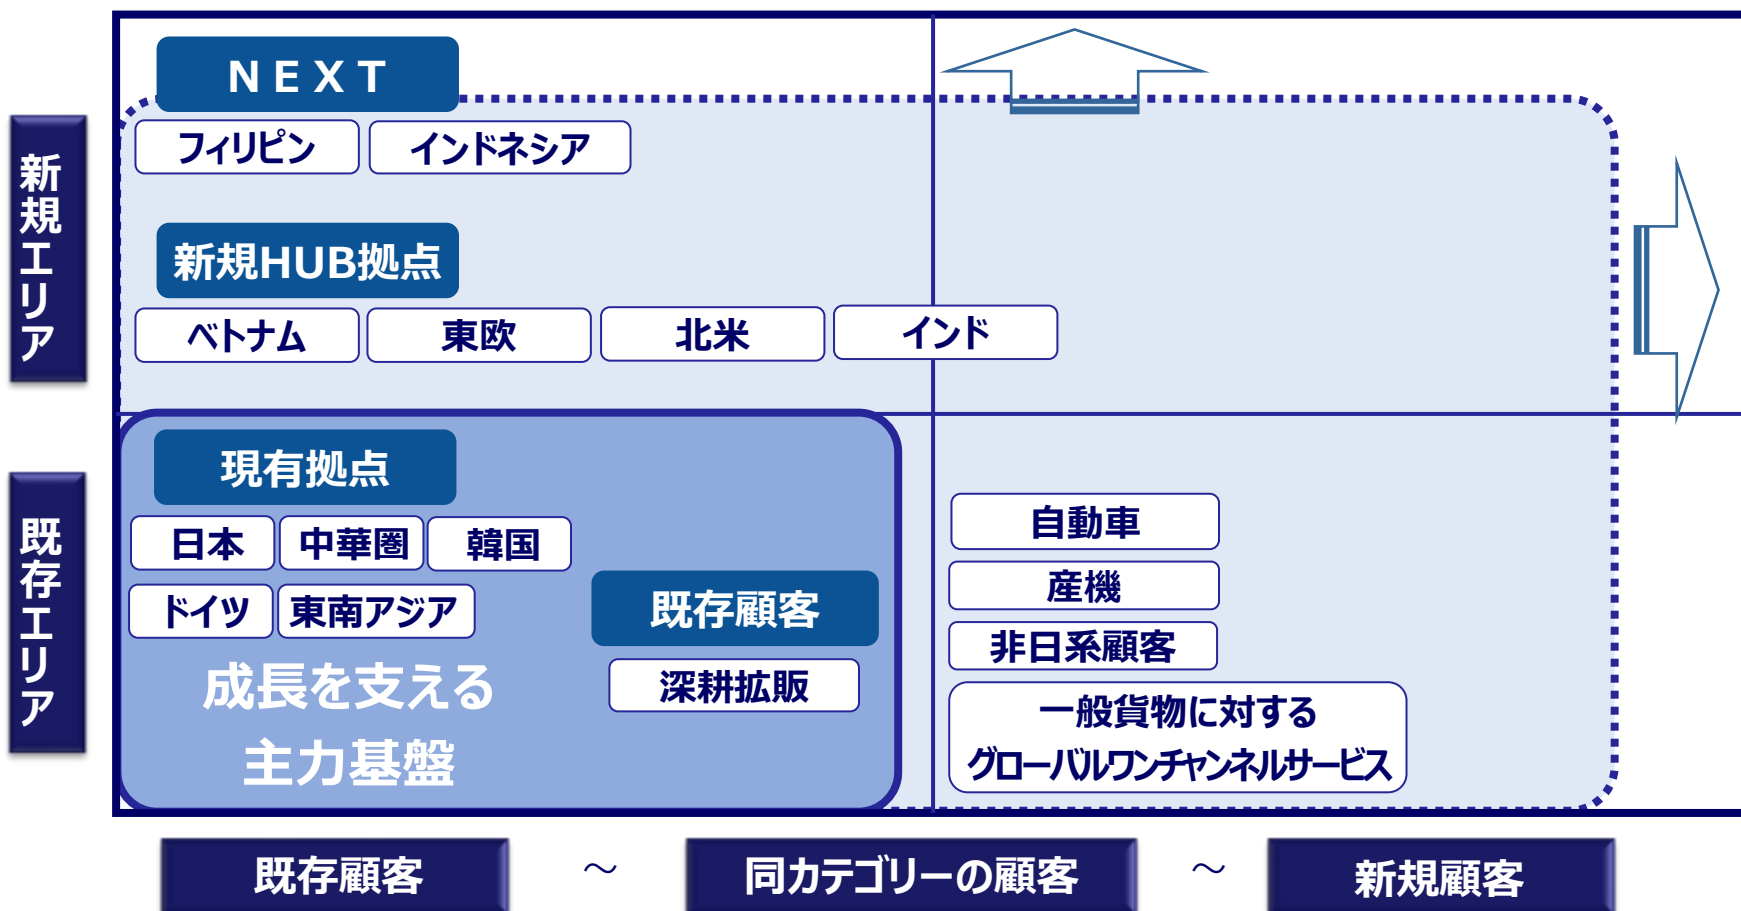 ＮＥＸＴ
フィリピン
インドネシア
新規エリア
新規HUB拠点
ベトナム
東欧
北米
インド
既存エリア
現有拠点
日本
中華圏
韓国
ドイツ
東南アジア
既存顧客
深耕拡販
成長を支える
主力基盤
自動車
産機
非日系顧客
一般貨物に対する
グローバルワンチャンネルサービス
既存顧客 ～ 同カテゴリーの顧客 ～ 新規顧客